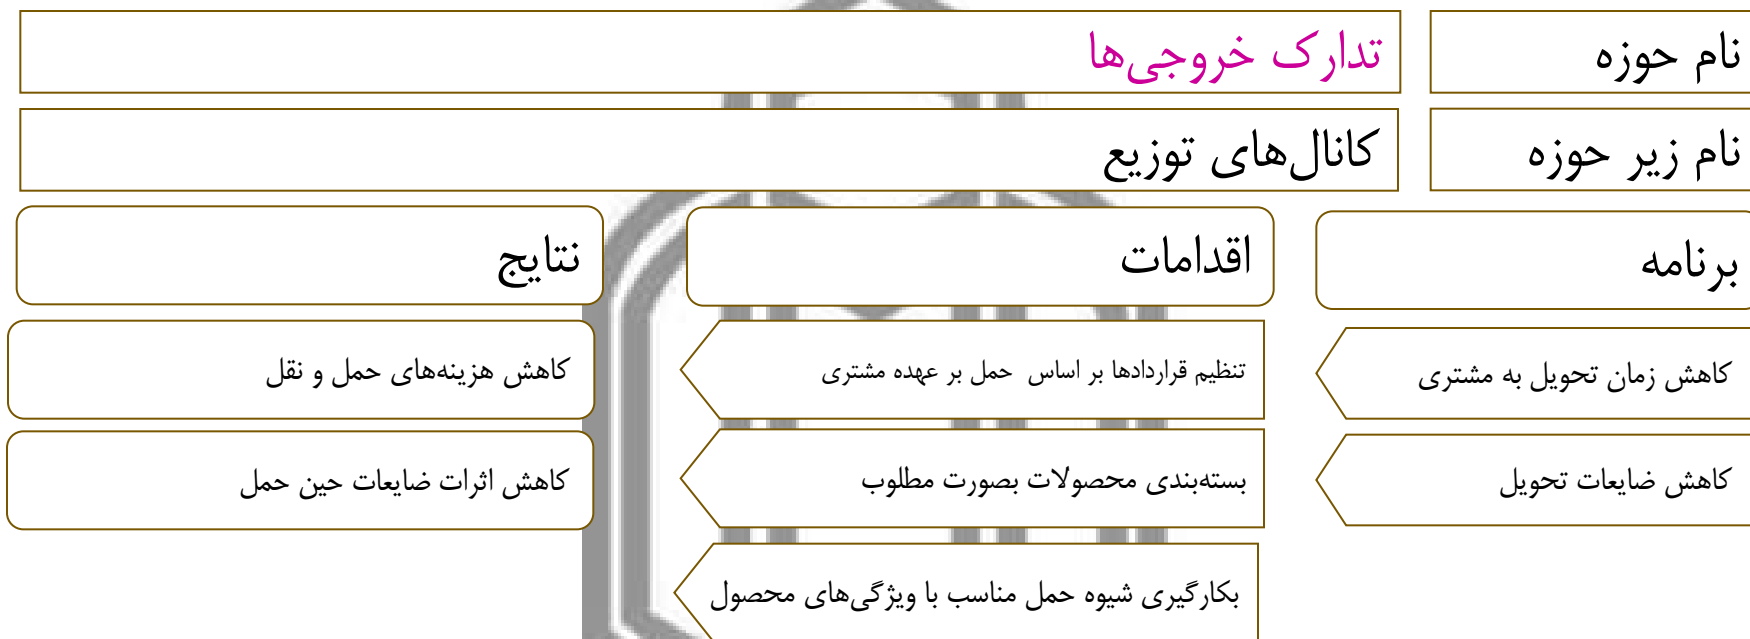 نام حوزه
تدارک خروجی‌ها
نام زیر حوزه
کانال‌های توزیع
برنامه
اقدامات
نتایج
کاهش زمان تحویل به مشتری
تنظیم قراردادها بر اساس حمل بر عهده مشتری
کاهش هزینه‌های حمل و نقل
کاهش ضایعات تحویل
بسته‌بندی محصولات بصورت مطلوب
کاهش اثرات ضایعات حین حمل
بکارگیری شیوه حمل مناسب با ویژگی‌های محصول